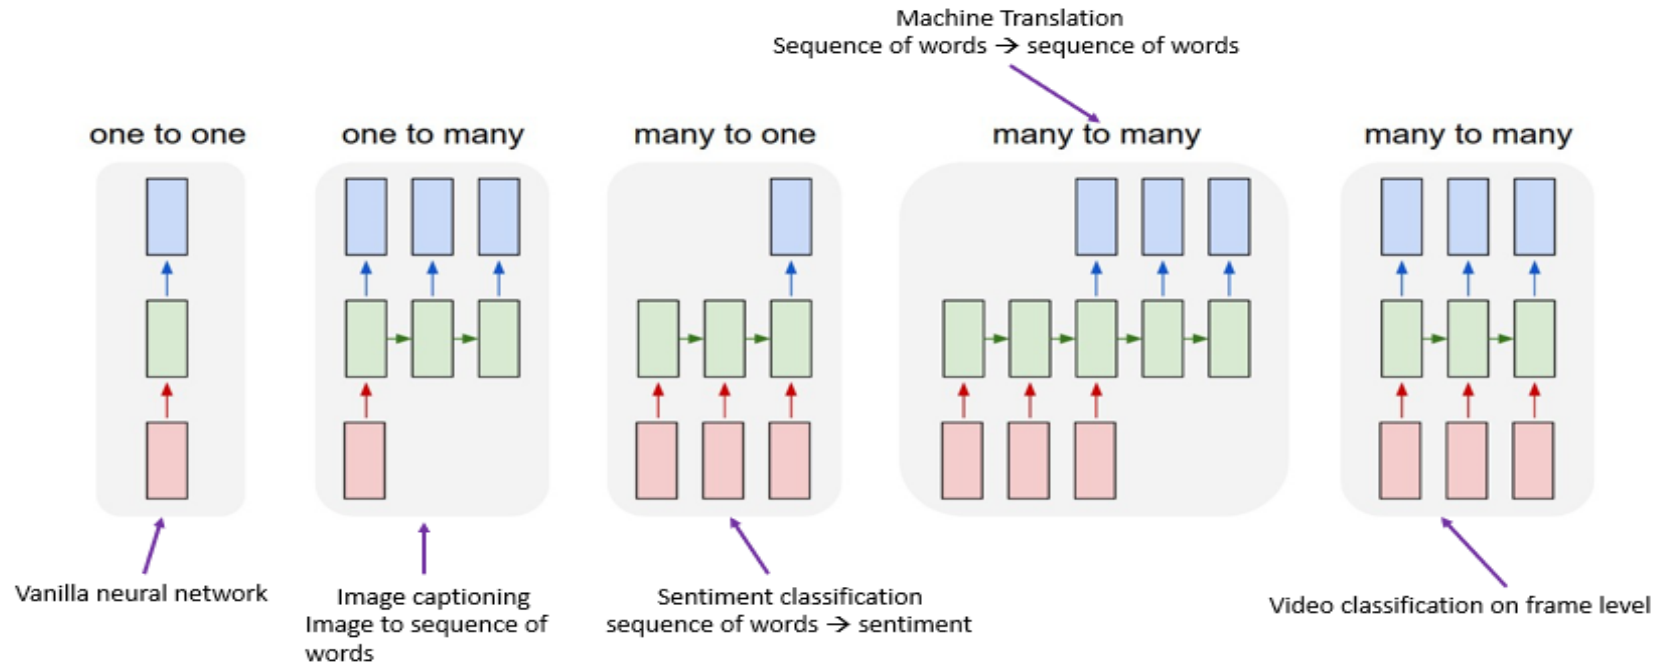 Machine Translation
Sequence of words → sequence of words
one to one
one to many
many to one
many to many
many to many
Vanilla neural network
Image captioning
Image to sequence of
words
Sentiment classification
sequence of words → sentiment
Video classification on frame level